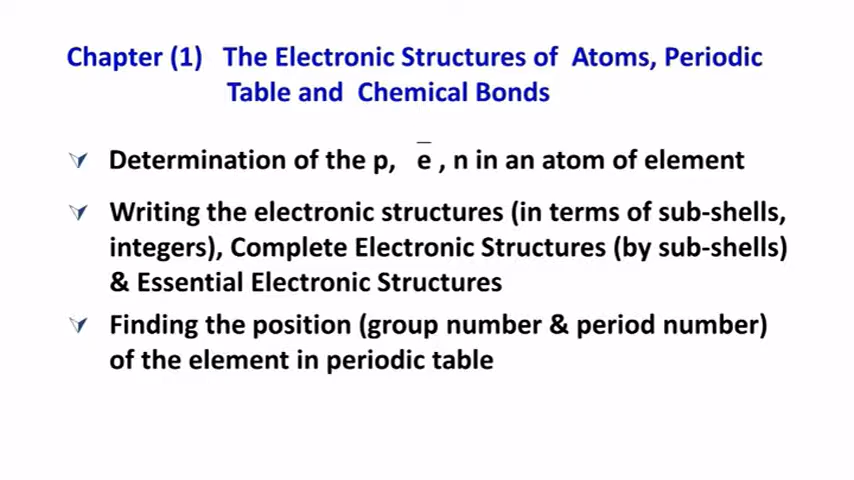 Chapter (1) The Electronic Structures of Atoms, Periodic
Table and Chemical Bonds
Determination of the p, e̅ , n in an atom of element
Writing the electronic structures (in terms of sub-shells,
integers), Complete Electronic Structures (by sub-shells)
& Essential Electronic Structures
Finding the position (group number & period number)
of the element in periodic table